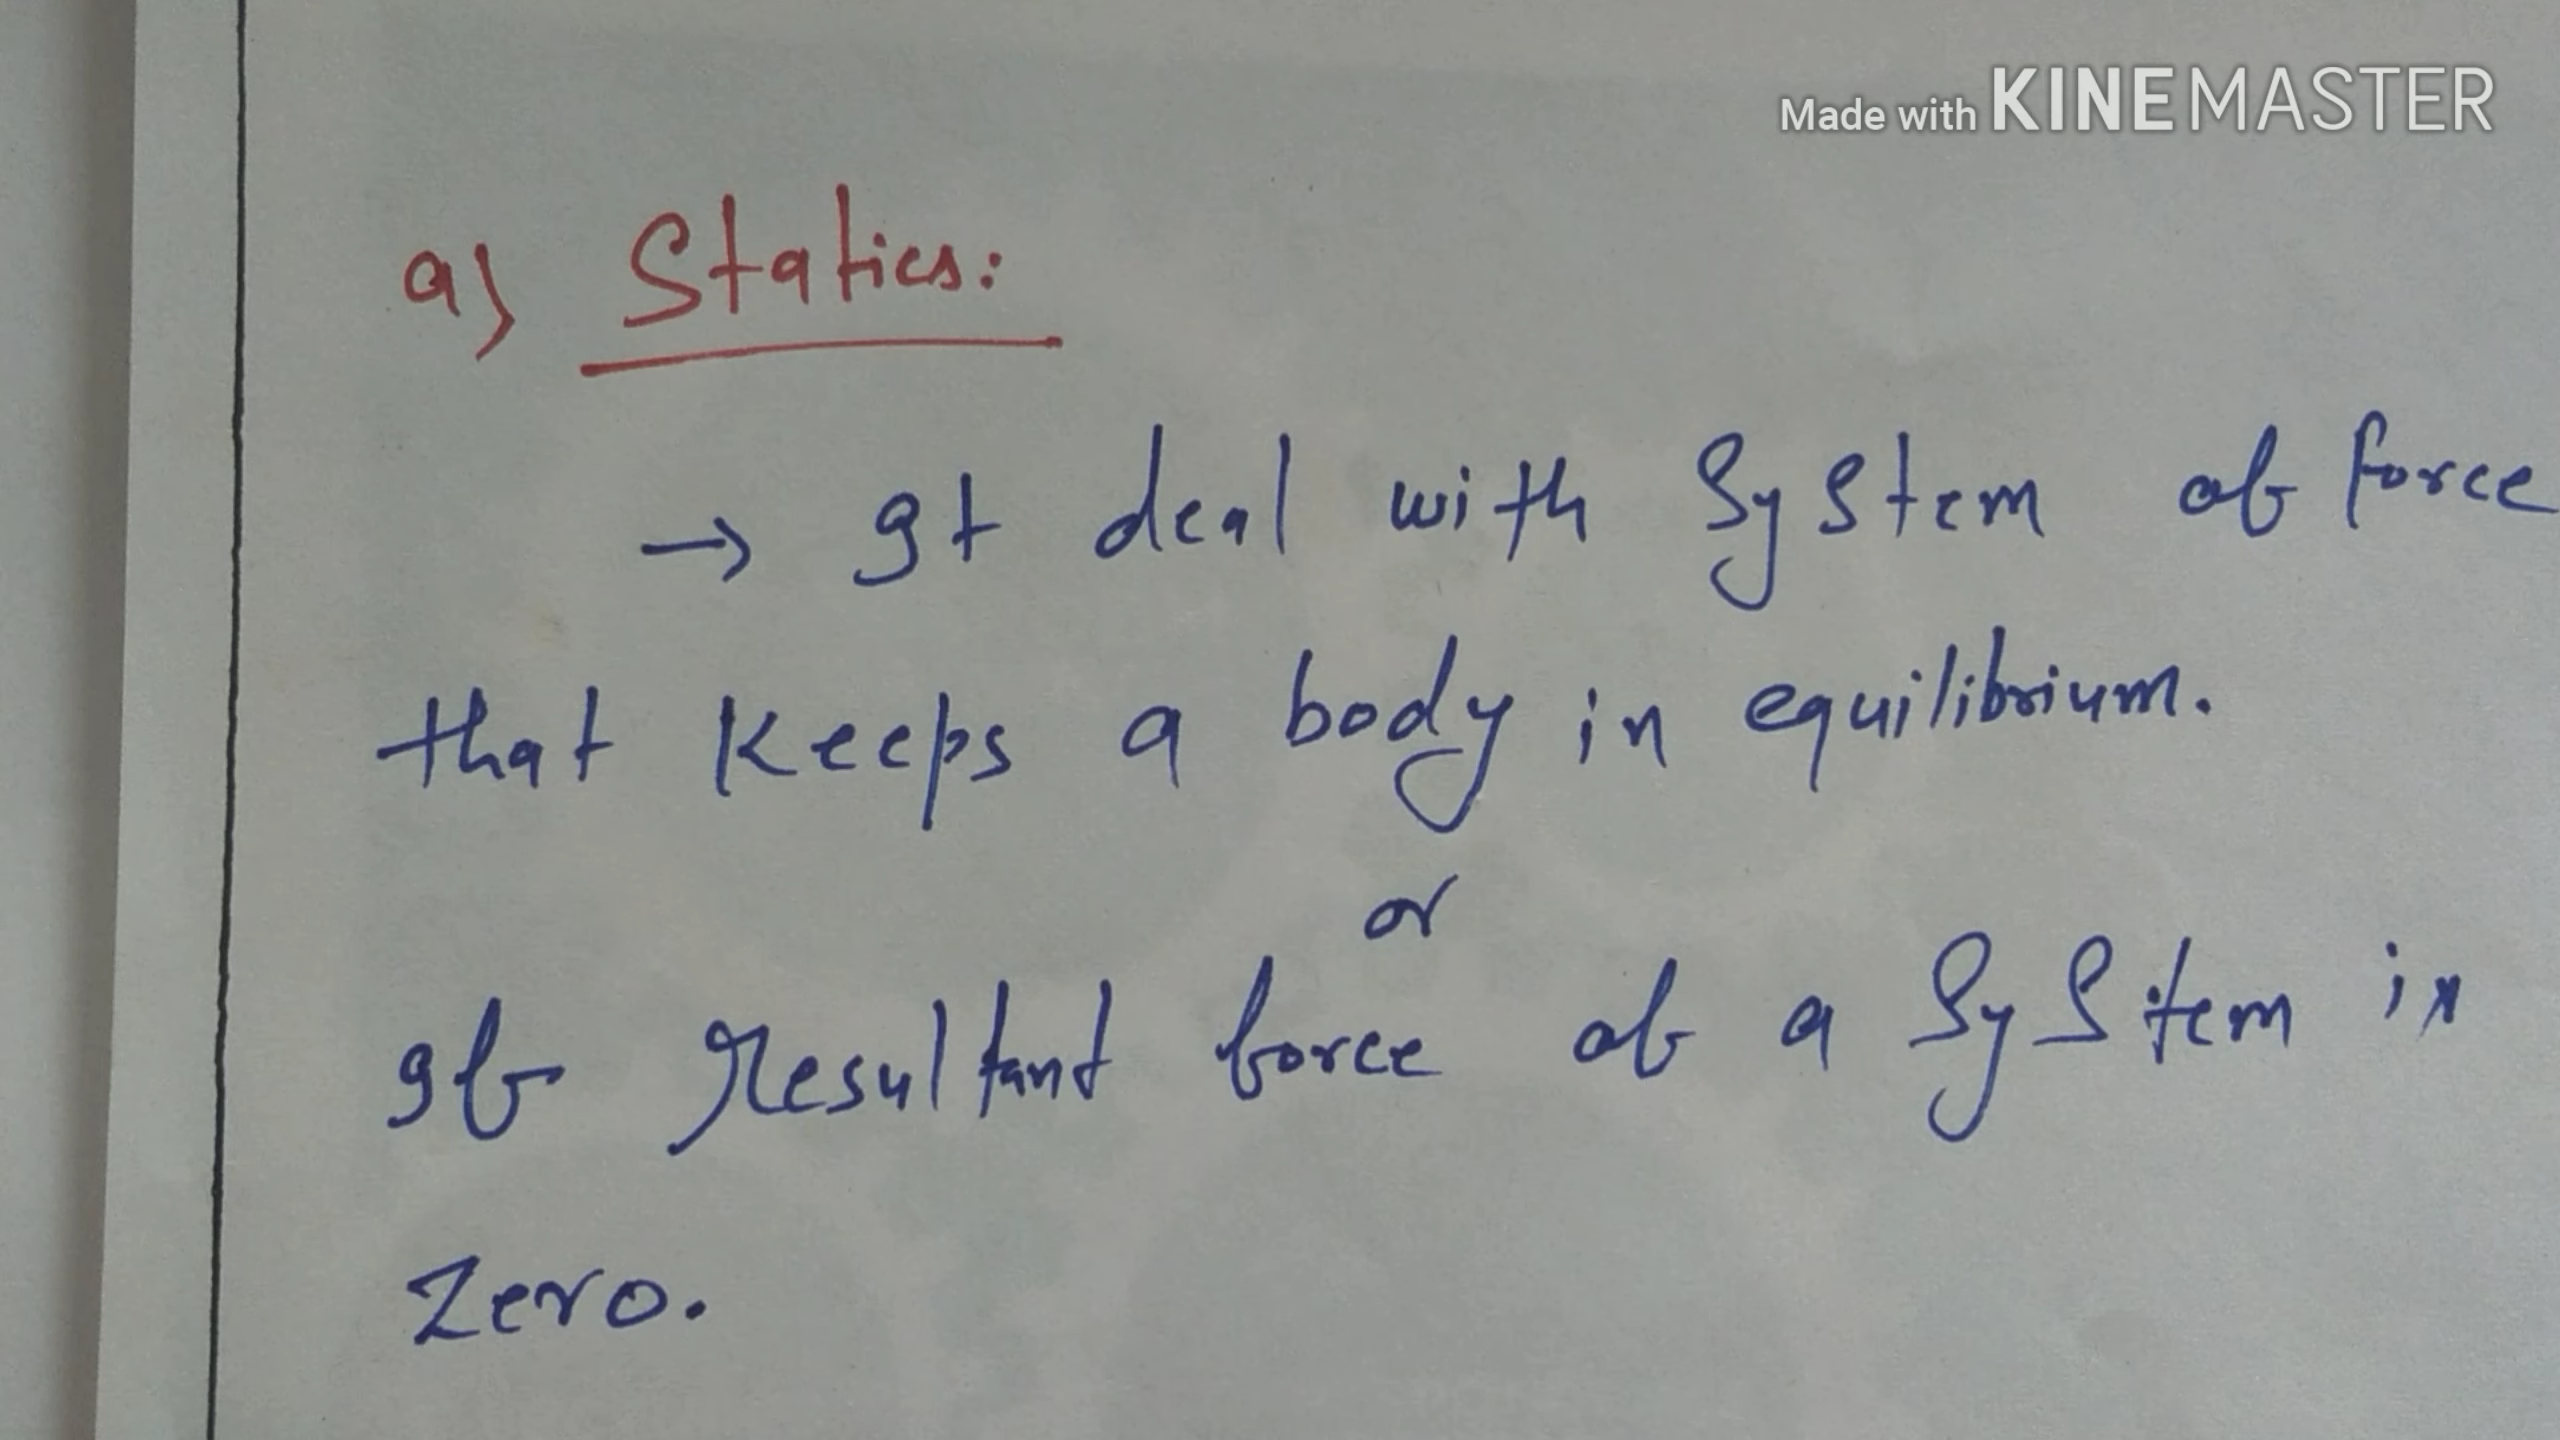 Made with KINEMASTER
a) Statics:
→ It deal with System of force
that Keeps a body in equilibrium.
or
If resultant force of a System is
Zero.